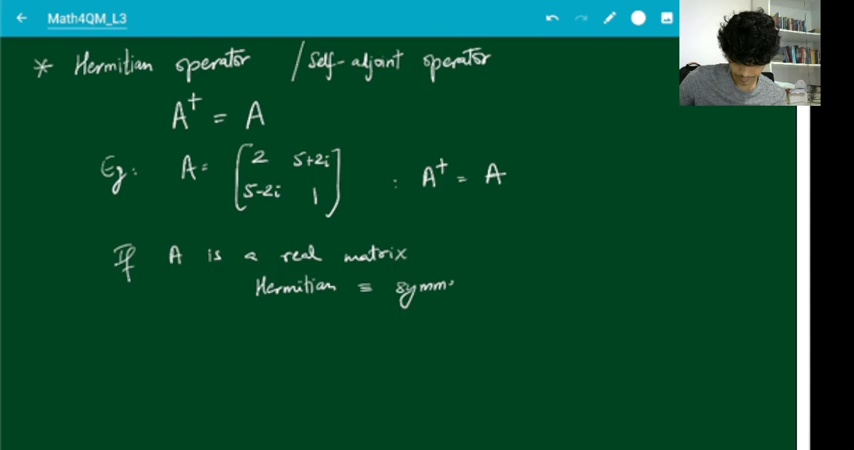 Math4QM_L3
* Hermitian operator / Self-adjoint operator
A† = A
Eg: A = [2 5+2i
5-2i 1] : A† = A
If A is a real matrix
Hermitian ≡ symm.